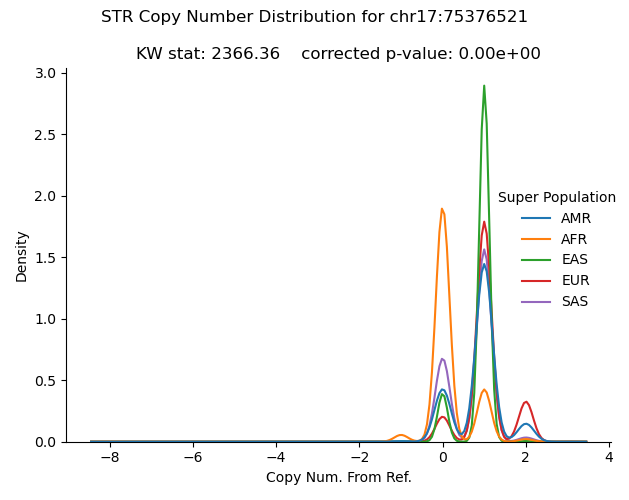 STR Copy Number Distribution for chr17:75376521
KW stat: 2366.36    corrected p-value: 0.00e+00
3.0
2.5
2.0
1.5
1.0
0.5
0.0
Density
Super Population
AMR
AFR
EAS
EUR
SAS
−8
−6
−4
−2
0
2
4
Copy Num. From Ref.